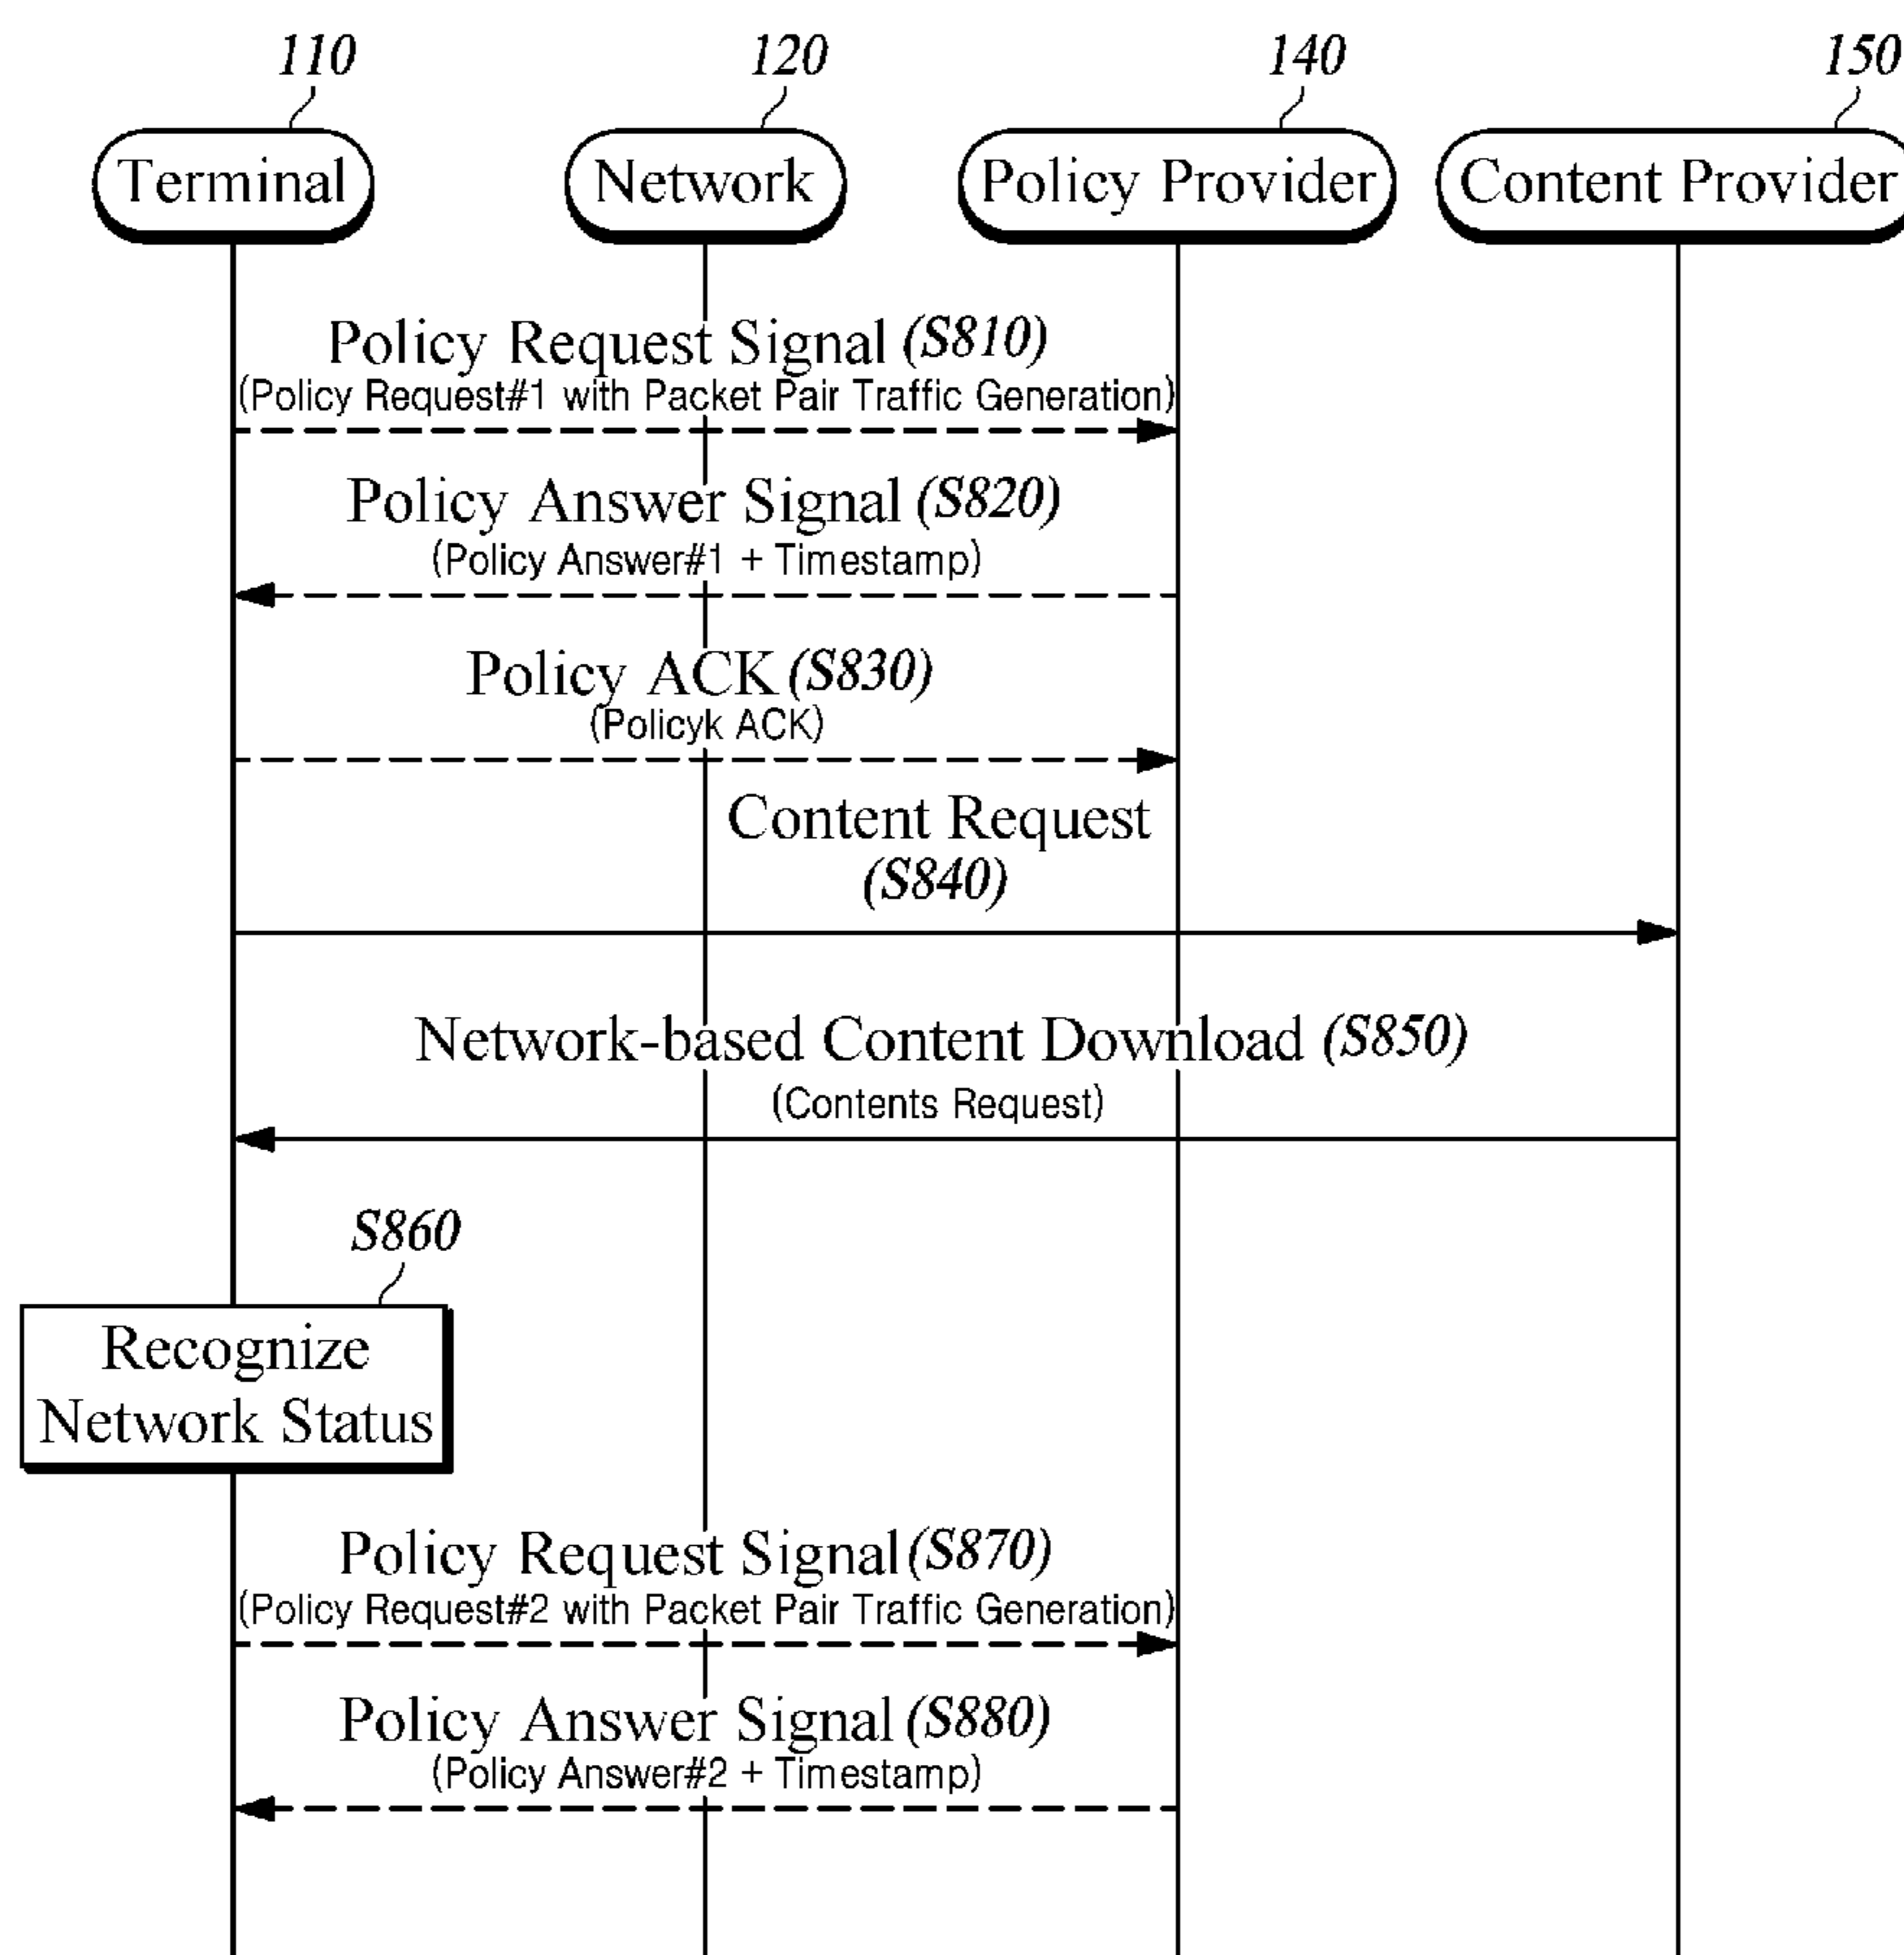 110 120 140 150
Terminal Network Policy Provider Content Provider
Policy Request Signal (S810)
(Policy Request#1 with Packet Pair Traffic Generation)
Policy Answer Signal (S820)
(Policy Answer#1 + Timestamp)
Policy ACK (S830)
(Policyk ACK)
Content Request
(S840)
Network-based Content Download (S850)
(Contents Request)
S860
Recognize
Network Status
Policy Request Signal (S870)
(Policy Request#2 with Packet Pair Traffic Generation)
Policy Answer Signal (S880)
(Policy Answer#2 + Timestamp)